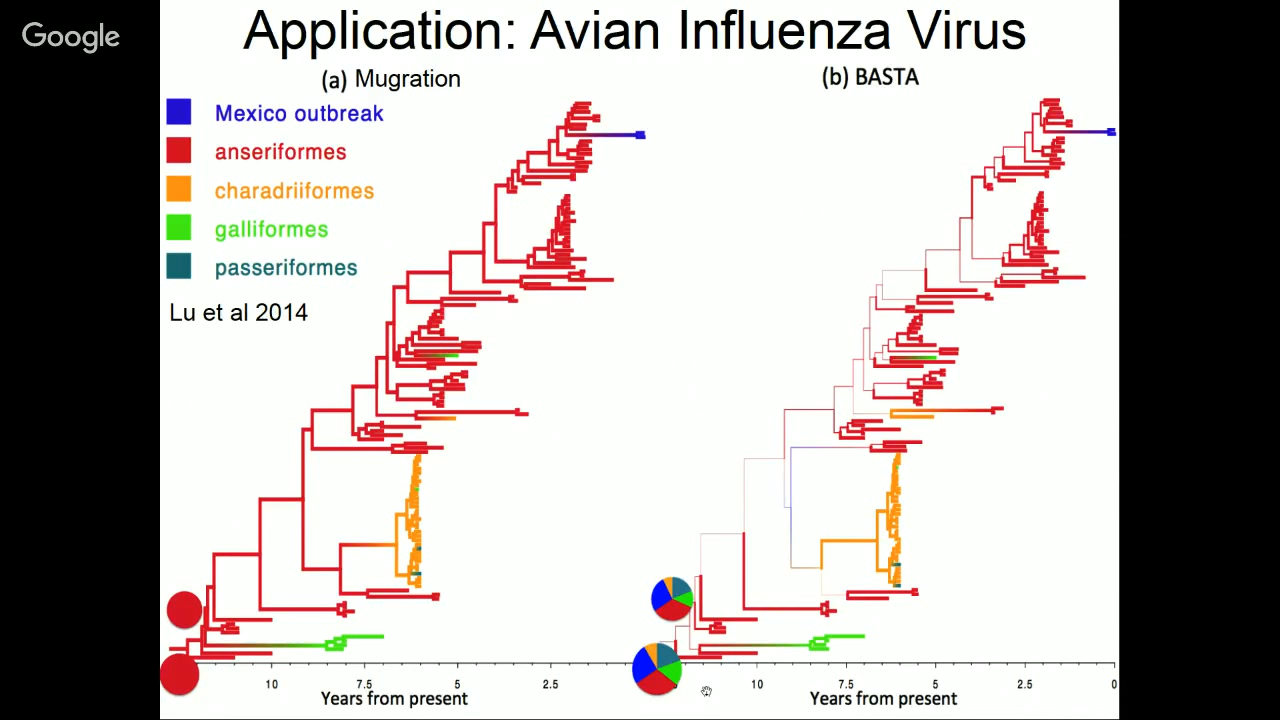 Google
Application: Avian Influenza Virus
(a) Mugration
(b) BASTA
Mexico outbreak
anseriformes
charadriiformes
galliformes
passeriformes
Lu et al 2014
10 7.5 5 2.5
Years from present
10 7.5 5 2.5 0
Years from present